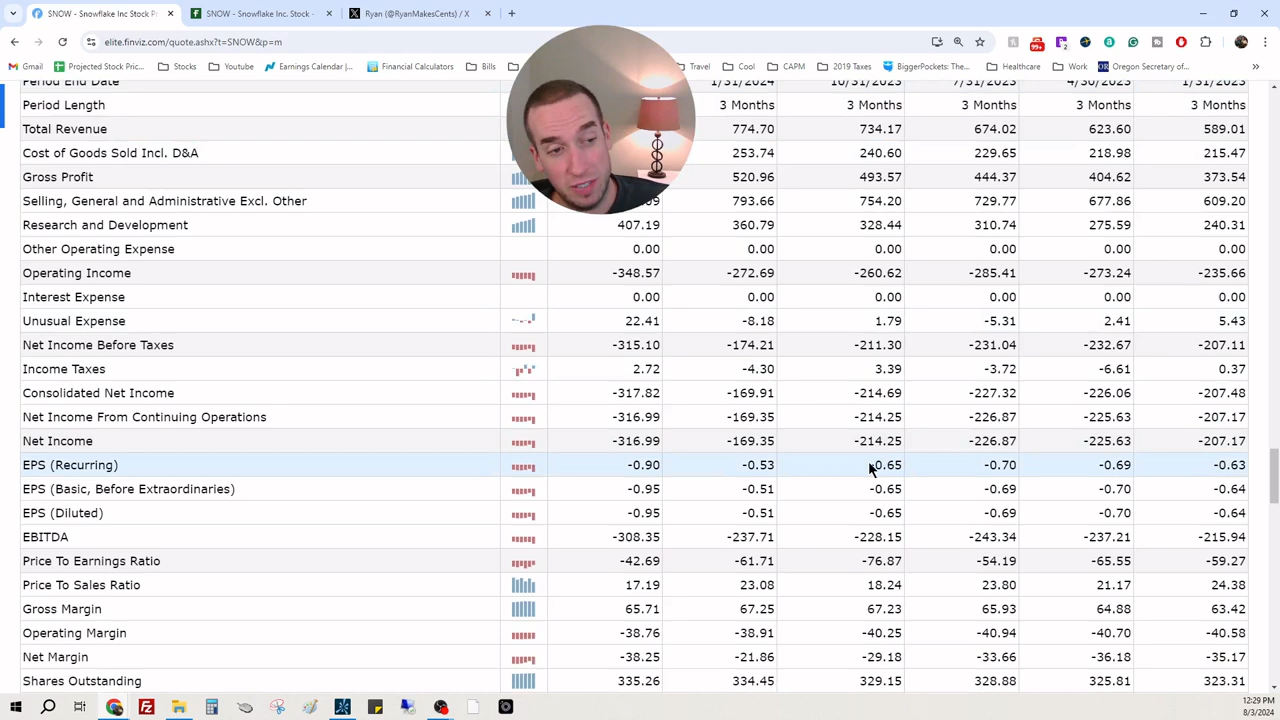 SNOW - Snowflake Inc. Stock Pr
SNOW - Snowflake Inc. Stock -
Ryan (@RyanMakesCents) / X
elite.finviz.com/quote.ashx?t=SNOW&p=m
99+
Gmail
Projected Stock Price...
Stocks
Youtube
Earnings Calendar |...
Financial Calculators
Bills
Travel
Cool
CAPM
2019 Taxes
BiggerPockets: The...
Healthcare
Work
Oregon Secretary of...
Period End Date 1/31/2024 10/31/2023 7/31/2023 4/30/2023 1/31/2023
Period Length 3 Months 3 Months 3 Months 3 Months 3 Months
Total Revenue 774.70 734.17 674.02 623.60 589.01
Cost of Goods Sold Incl. D&A 253.74 240.60 229.65 218.98 215.47
Gross Profit 520.96 493.57 444.37 404.62 373.54
Selling, General and Administrative Excl. Other 793.66 754.20 729.77 677.86 609.20
Research and Development 407.19 360.79 328.44 310.74 275.59 240.31
Other Operating Expense 0.00 0.00 0.00 0.00 0.00 0.00
Operating Income -348.57 -272.69 -260.62 -285.41 -273.24 -235.66
Interest Expense 0.00 0.00 0.00 0.00 0.00 0.00
Unusual Expense 22.41 -8.18 1.79 -5.31 2.41 5.43
Net Income Before Taxes -315.10 -174.21 -211.30 -231.04 -232.67 -207.11
Income Taxes 2.72 -4.30 3.39 -3.72 -6.61 0.37
Consolidated Net Income -317.82 -169.91 -214.69 -227.32 -226.06 -207.48
Net Income From Continuing Operations -316.99 -169.35 -214.25 -226.87 -225.63 -207.17
Net Income -316.99 -169.35 -214.25 -226.87 -225.63 -207.17
EPS (Recurring) -0.90 -0.53 -0.65 -0.70 -0.69 -0.63
EPS (Basic, Before Extraordinaries) -0.95 -0.51 -0.65 -0.69 -0.70 -0.64
EPS (Diluted) -0.95 -0.51 -0.65 -0.69 -0.70 -0.64
EBITDA -308.35 -237.71 -228.15 -243.34 -237.21 -215.94
Price To Earnings Ratio -42.69 -61.71 -76.87 -54.19 -65.55 -59.27
Price To Sales Ratio 17.19 23.08 18.24 23.80 21.17 24.38
Gross Margin 65.71 67.25 67.23 65.93 64.88 63.42
Operating Margin -38.76 -38.91 -40.25 -40.94 -40.70 -40.58
Net Margin -38.25 -21.86 -29.18 -33.66 -36.18 -35.17
Shares Outstanding 335.26 334.45 329.15 328.88 325.81 323.31
12:29 PM
8/3/2024